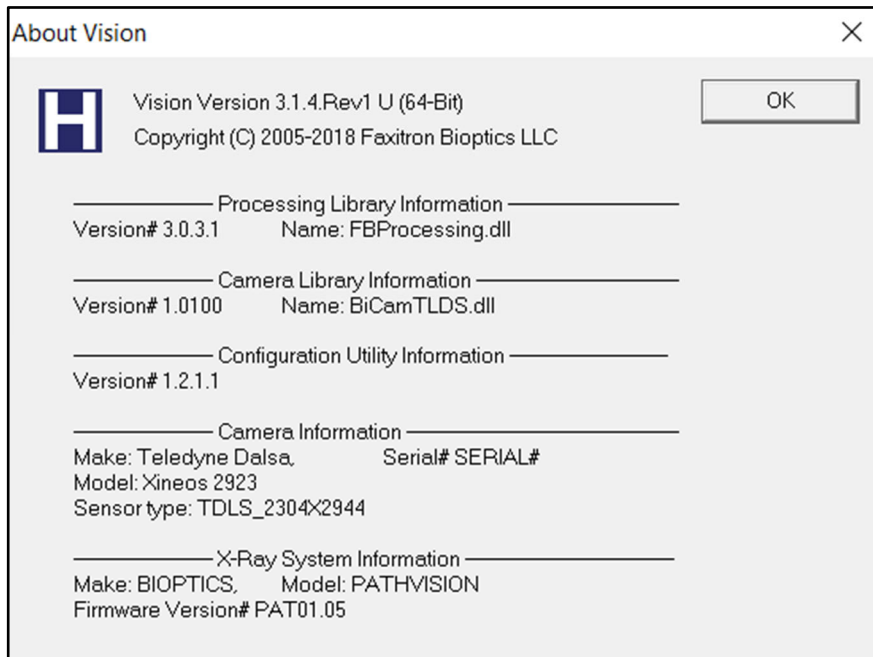 About Vision
H
Vision Version 3.1.4.Rev1 U (64-Bit)
OK
Copyright (C) 2005-2018 Faxitron Bioptics LLC
Processing Library Information
Version# 3.0.3.1 Name: FBProcessing.dll
Camera Library Information
Version# 1.0100 Name: BiCamTLDS.dll
Configuration Utility Information
Version# 1.2.1.1
Camera Information
Make: Teledyne Dalsa, Serial# SERIAL#
Model: Xineos 2923
Sensor type: TDLS_2304X2944
X-Ray System Information
Make: BIOPTICS, Model: PATHVISION
Firmware Version# PAT01.05